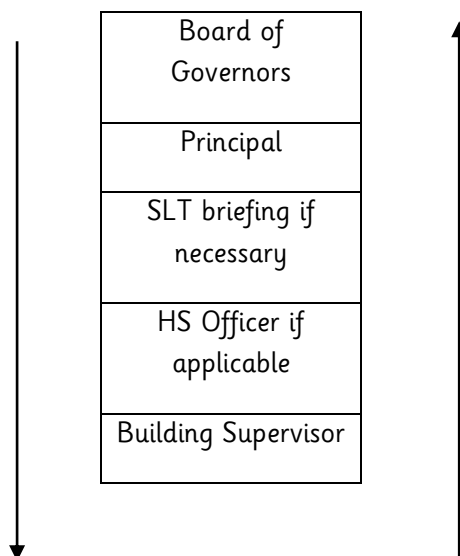 Board of
Governors
Principal
SLT briefing if
necessary
HS Officer if
applicable
Building Supervisor